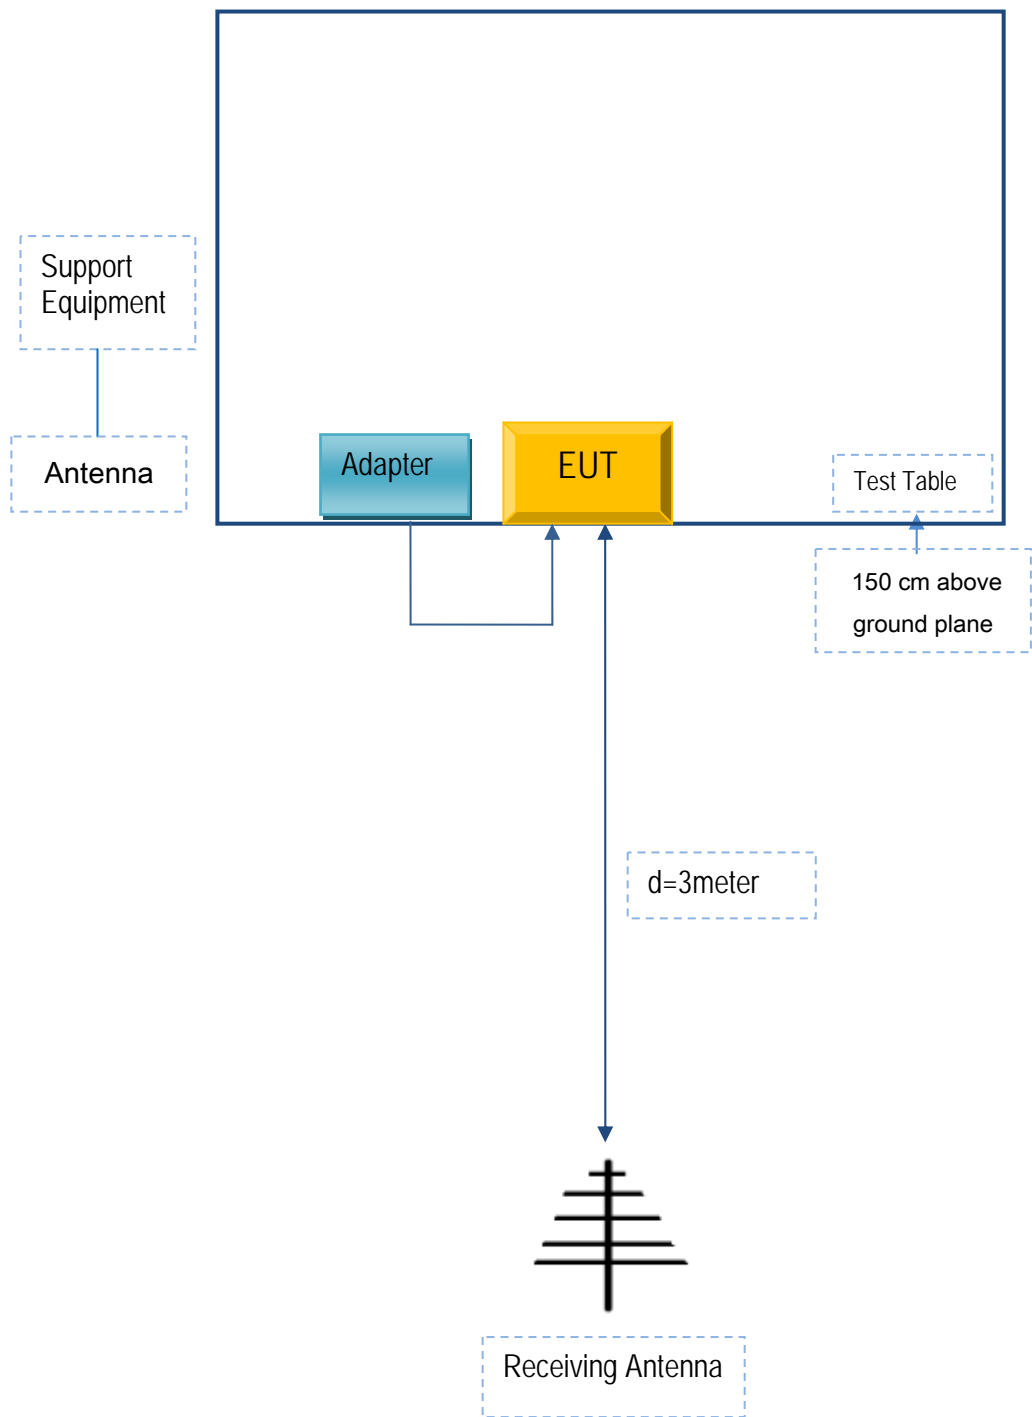 Support
Equipment
Antenna
Adapter
EUT
Test Table
150 cm above
ground plane
d=3meter
Receiving Antenna